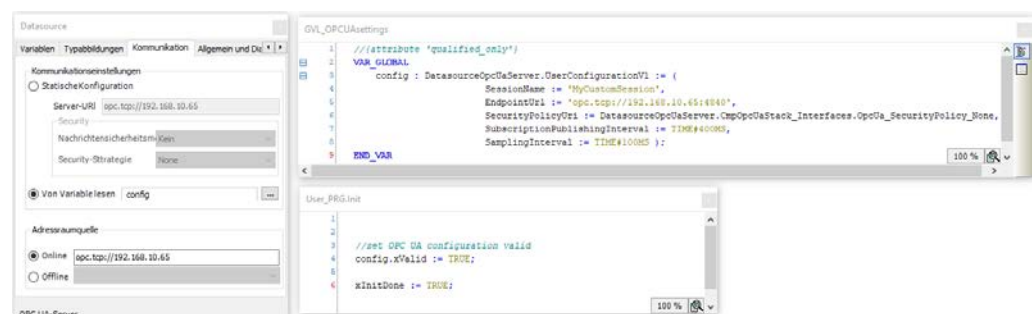 Datasource
Variablen Typabbildungen Kommunikation Allgemein und Dia
Kommunikationseinstellungen
StatischeKonfiguration
Server-URI opc.tcp://192.168.10.65
Security
Nachrichtensicherheitsm Kein
Security-Sttrategie None
Von Variable lesen config ...
Adressraumquelle
Online opc.tcp://192.168.10.65
Offline
OPC UA-Server
GVL_OPCUAsettings
1 //{attribute 'qualified_only'}
2 VAR_GLOBAL
3 config : DatasourceOpcUaServer.UserConfigurationV1 := (
4 SessionName := 'MyCustomSession',
5 EndpointUrl := 'opc.tcp://192.168.10.65:4840',
6 SecurityPolicyUri := DatasourceOpcUaServer.CmpOpcUaStack_Interfaces.OpcUa_SecurityPolicy_None,
7 SubscriptionPublishingInterval := TIME#400MS,
8 SamplingInterval := TIME#100MS );
9 END_VAR
100 %
User_PRG.Init
1
2
3 //set OPC UA configuration valid
4 config.xValid := TRUE;
5
6 xInitDone := TRUE;
100 %